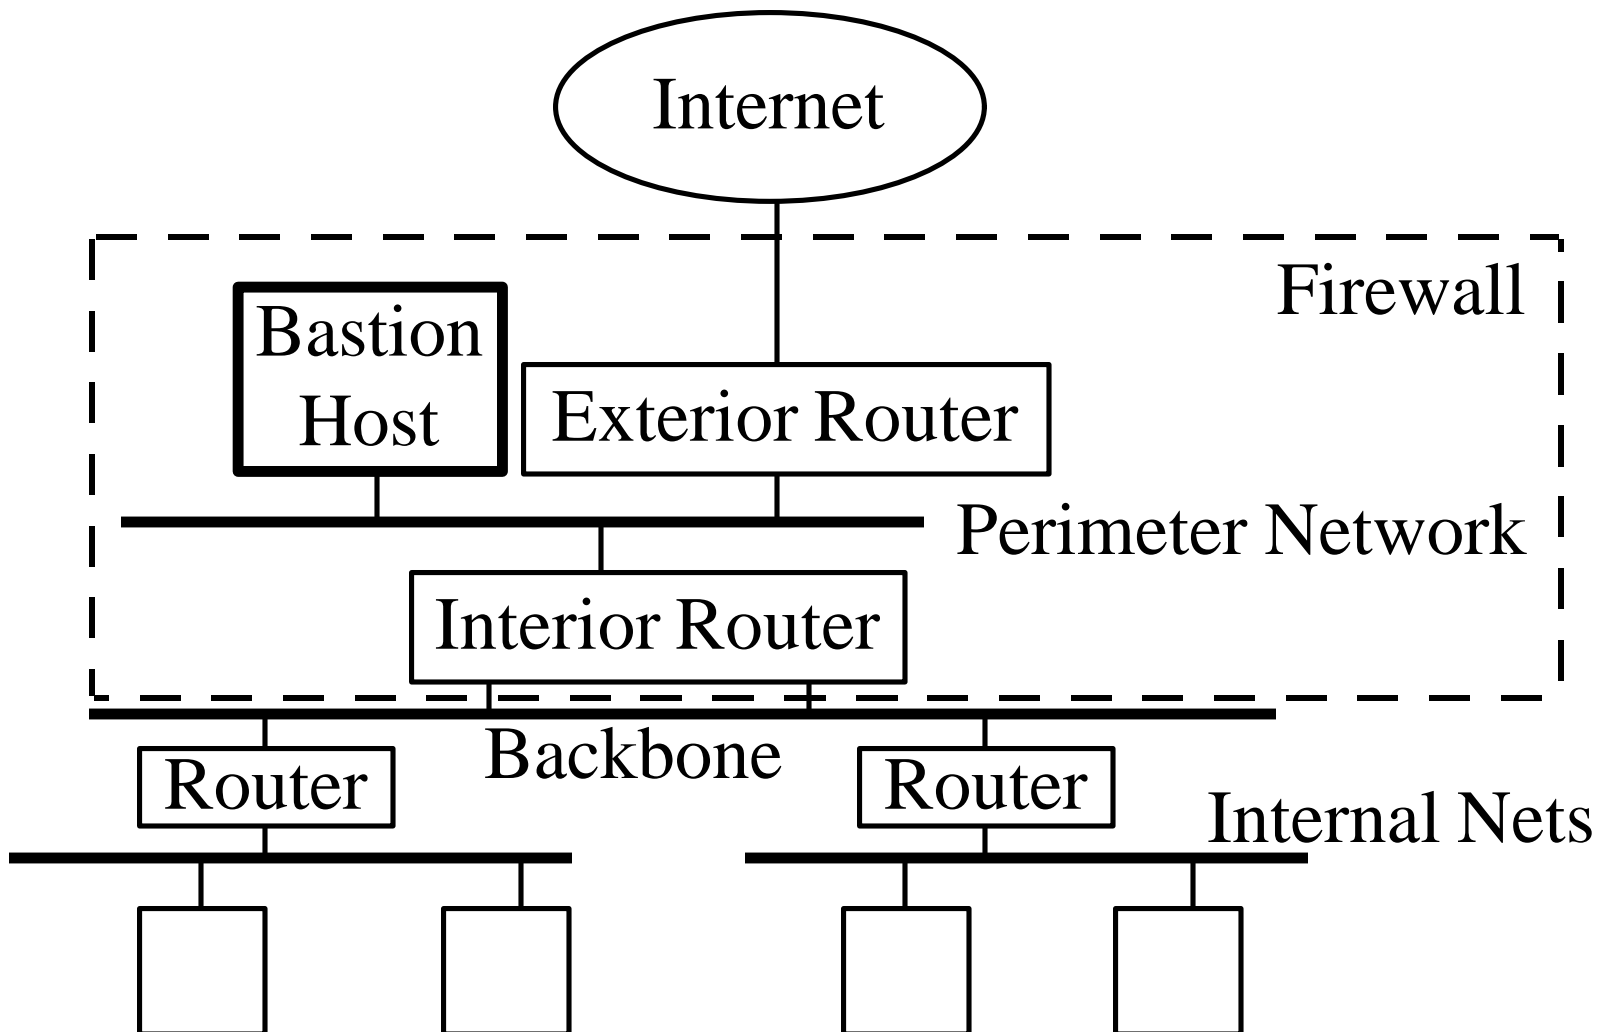 Internet
Firewall
Bastion
Host
Exterior Router
Perimeter Network
Interior Router
Backbone
Router
Router
Internal Nets